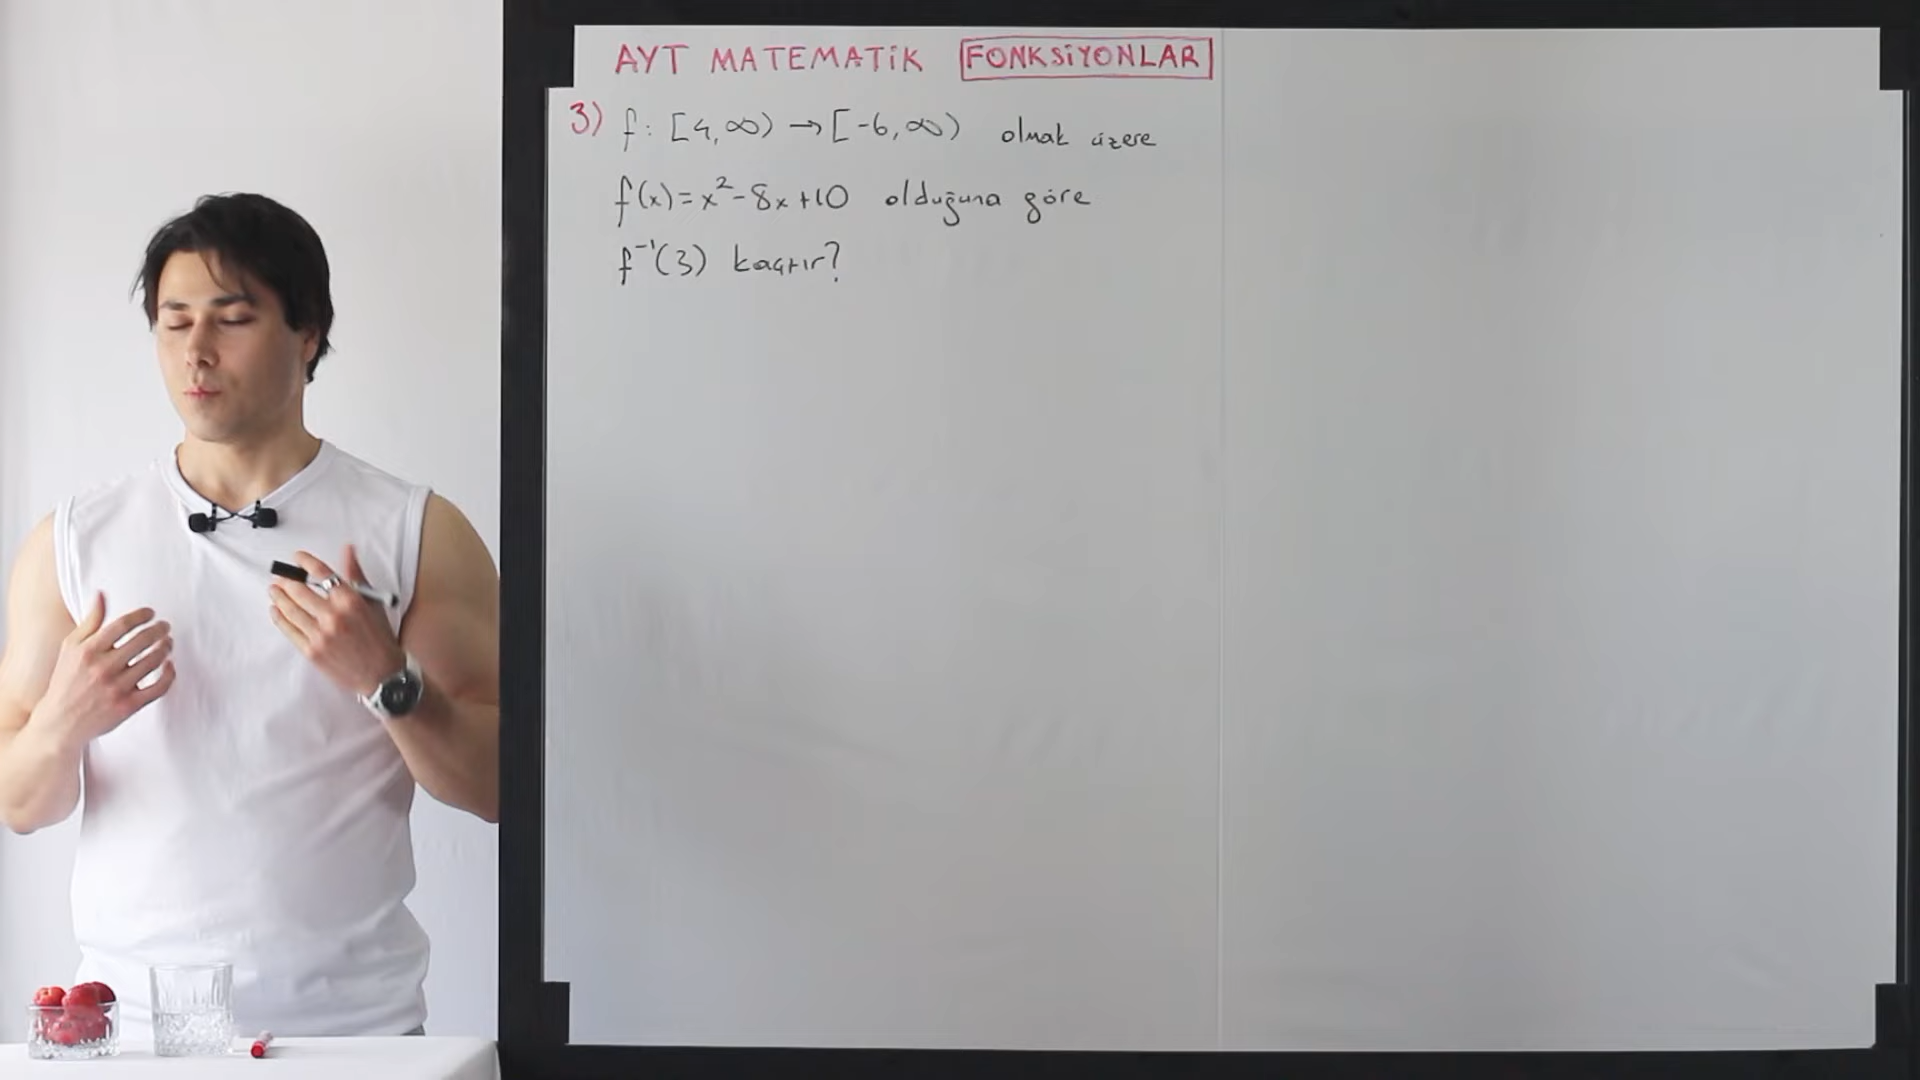 AYT MATEMATİK FONKSİYONLAR
3) f: [4,∞) → [-6,∞) olmak üzere
f(x) = x²-8x+10 olduğuna göre
f⁻¹(3) kaçtır?